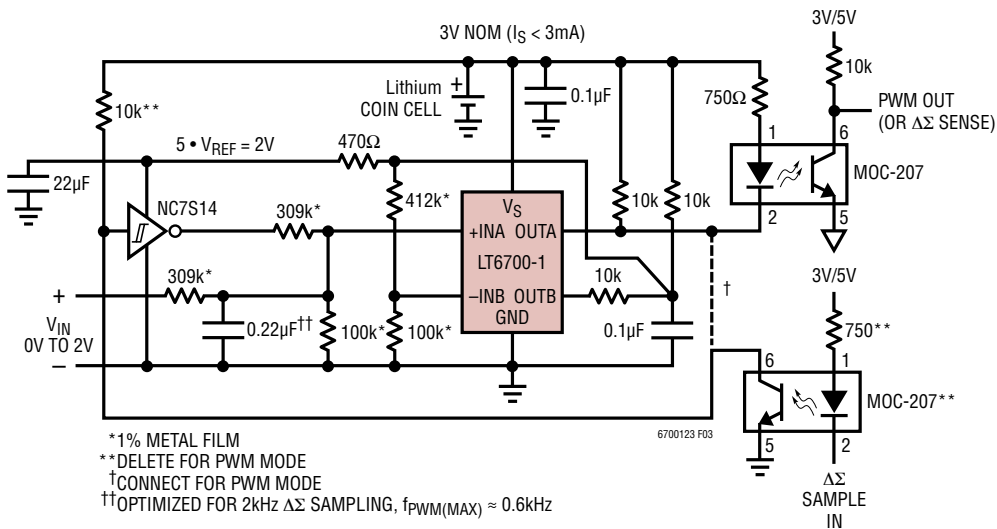 3V NOM (IS < 3mA)
3V/5V
10k**
Lithium
COIN CELL
+
0.1µF
750Ω
10k
PWM OUT
(OR ΔΣ SENSE)
1
6
5 • VREF = 2V
470Ω
MOC-207
22µF
412k*
10k
10k
2
5
NC7S14
309k*
VS
+INA OUTA
LT6700-1
–INB OUTB
GND
3V/5V
309k*
10k
†
+
VIN
0V TO 2V
–
0.22µF††
100k*
100k*
0.1µF
750**
6
1
MOC-207**
6700123 F03
5
2
*1% METAL FILM
**DELETE FOR PWM MODE
†CONNECT FOR PWM MODE
††OPTIMIZED FOR 2kHz ΔΣ SAMPLING, fPWM(MAX) ≈ 0.6kHz
ΔΣ
SAMPLE
IN